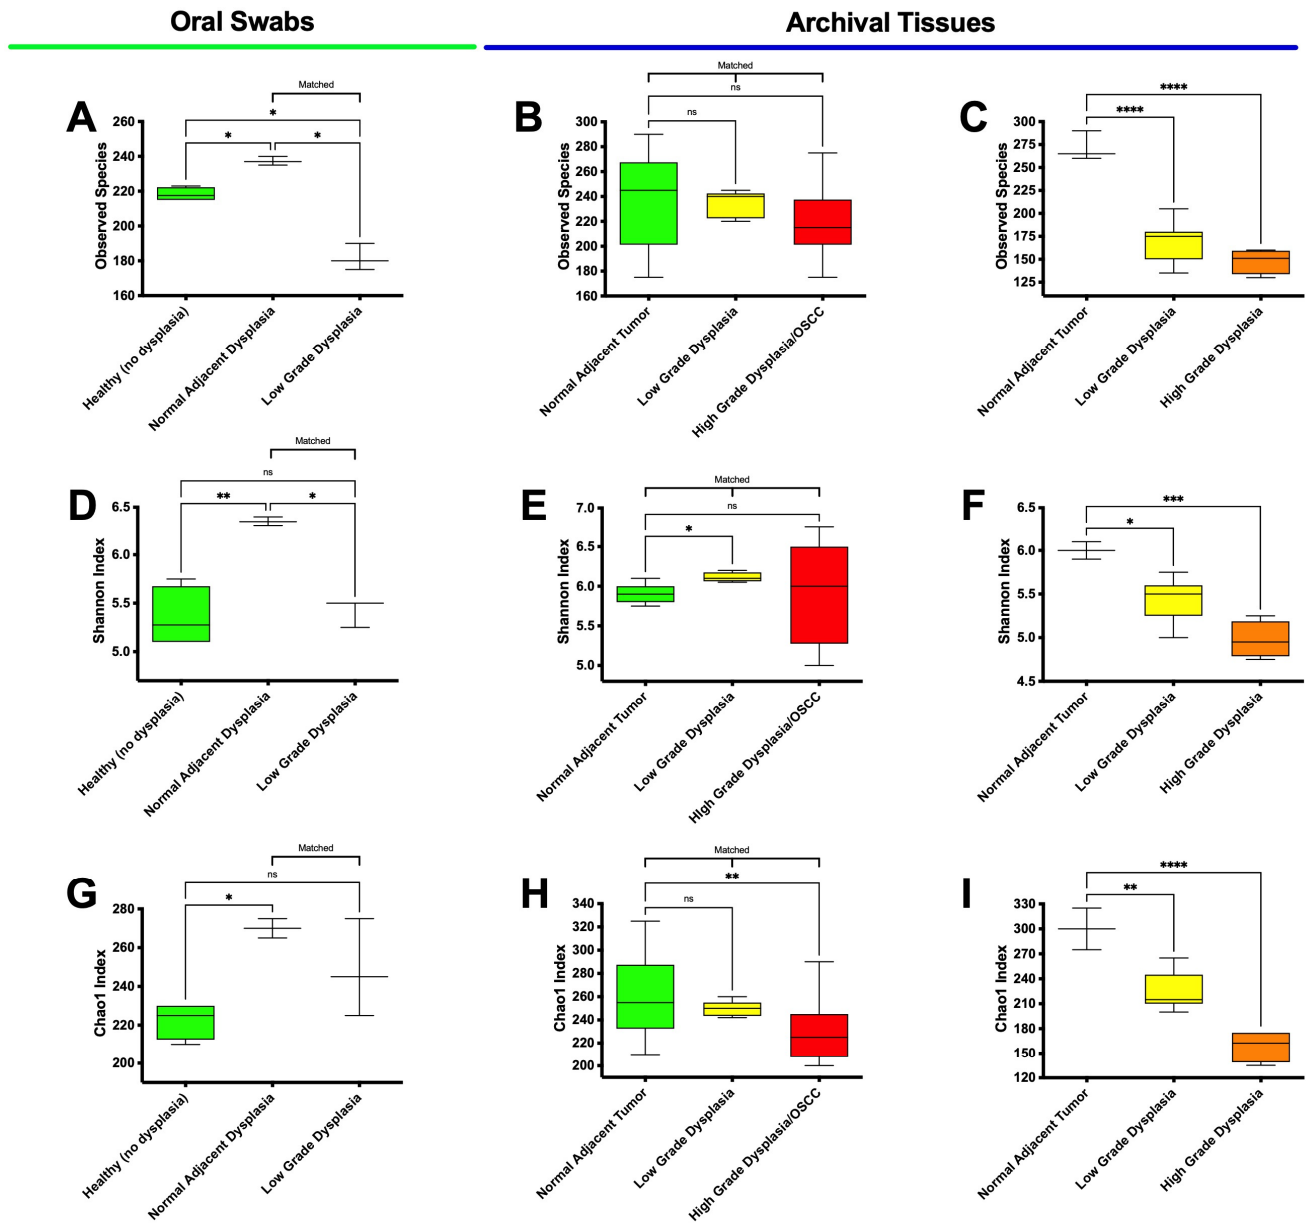 Oral Swabs
Archival Tissues
A
Matched
*
*
*
Observed Species
260
240
220
200
180
160
Healthy (no dysplasia)
Normal Adjacent Dysplasia
Low Grade Dysplasia
B
Matched
ns
ns
Observed Species
300
280
260
240
220
200
180
160
Normal Adjacent Tumor
Low Grade Dysplasia
High Grade Dysplasia/OSCC
C
****
****
Observed Species
300
275
250
225
200
175
150
125
Normal Adjacent Tumor
Low Grade Dysplasia
High Grade Dysplasia
D
Matched
ns
**
*
Shannon Index
6.5
6.0
5.5
5.0
Healthy (no dysplasia)
Normal Adjacent Dysplasia
Low Grade Dysplasia
E
Matched
ns
*
Shannon Index
7.0
6.5
6.0
5.5
5.0
Normal Adjacent Tumor
Low Grade Dysplasia
HIgh Grade Dysplasia/OSCC
F
***
*
Shannon Index
6.5
6.0
5.5
5.0
4.5
Normal Adjacent Tumor
Low Grade Dysplasia
High Grade Dysplasia
G
Matched
ns
*
Chao1 Index
280
260
240
220
200
Healthy (no dysplasia)
Normal Adjacent Dysplasia
Low Grade Dysplasia
H
Matched
**
ns
Chao1 Index
340
320
300
280
260
240
220
200
Normal Adjacent Tumor
Low Grade Dysplasia
High Grade Dysplasia/OSCC
I
****
**
Chao1 Index
330
300
270
240
210
180
150
120
Normal Adjacent Tumor
Low Grade Dysplasia
High Grade Dysplasia